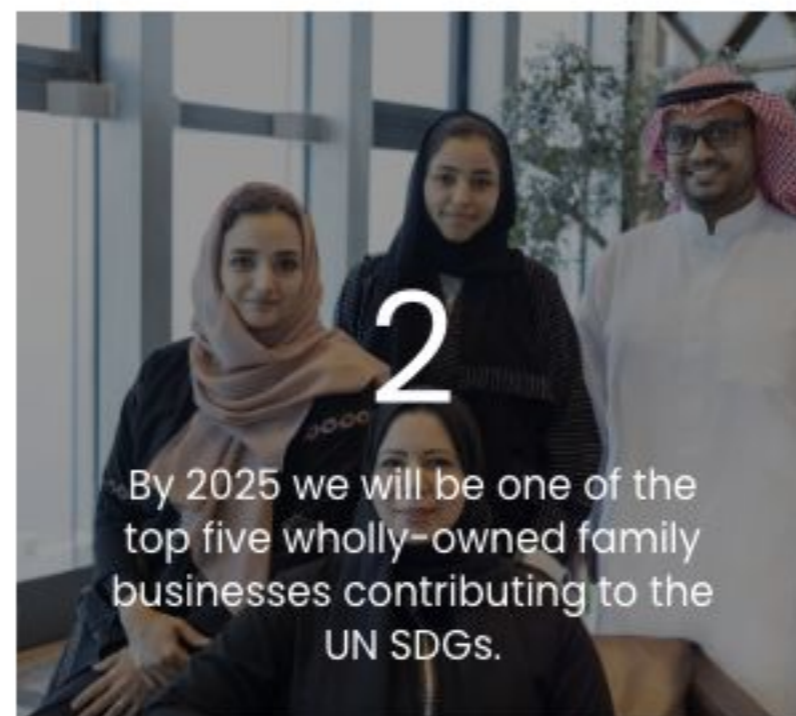 2
By 2025 we will be one of the
top five wholly-owned family
businesses contributing to the
UN SDGs.